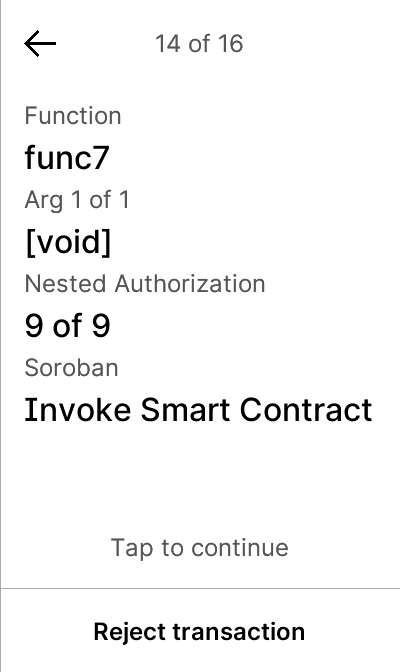 14 of 16
Function
func7
Arg 1 of 1
[void]
Nested Authorization
9 of 9
Soroban
Invoke Smart Contract
Tap to continue
Reject transaction